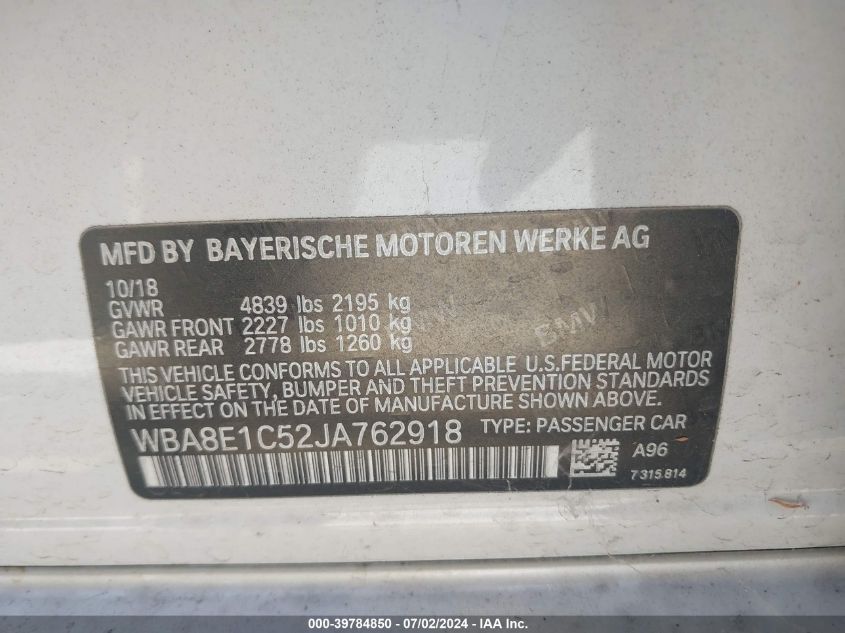 MFD BY BAYERISCHE MOTOREN WERKE AG
10/18
GVWR 4839 lbs 2195 kg
GAWR FRONT 2227 lbs 1010 kg
GAWR REAR 2778 lbs 1260 kg
BMW
THIS VEHICLE CONFORMS TO ALL APPLICABLE U.S.FEDERAL MOTOR
VEHICLE SAFETY, BUMPER AND THEFT PREVENTION STANDARDS
IN EFFECT ON THE DATE OF MANUFACTURE SHOWN ABOVE.
WBA8E1C52JA762918 TYPE: PASSENGER CAR
A96
7 315 814
000-39784850 - 07/02/2024 - IAA Inc.